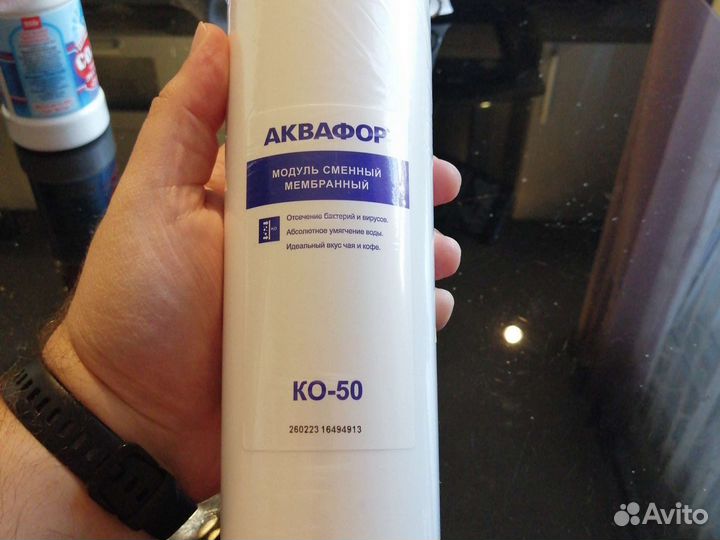 АКВАФОР
МОДУЛЬ СМЕННЫЙ
МЕМБРАННЫЙ
КО
Отсечение бактерий и вирусов.
Абсолютное умягчение воды.
Идеальный вкус чая и кофе.
КО-50
260223 16494913
Avito